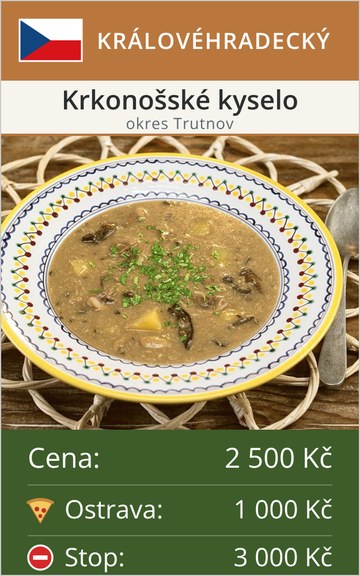 KRÁLOVÉHRADECKÝ
Krkonošské kyselo
okres Trutnov
Cena: 2 500 Kč
Ostrava: 1 000 Kč
Stop: 3 000 Kč